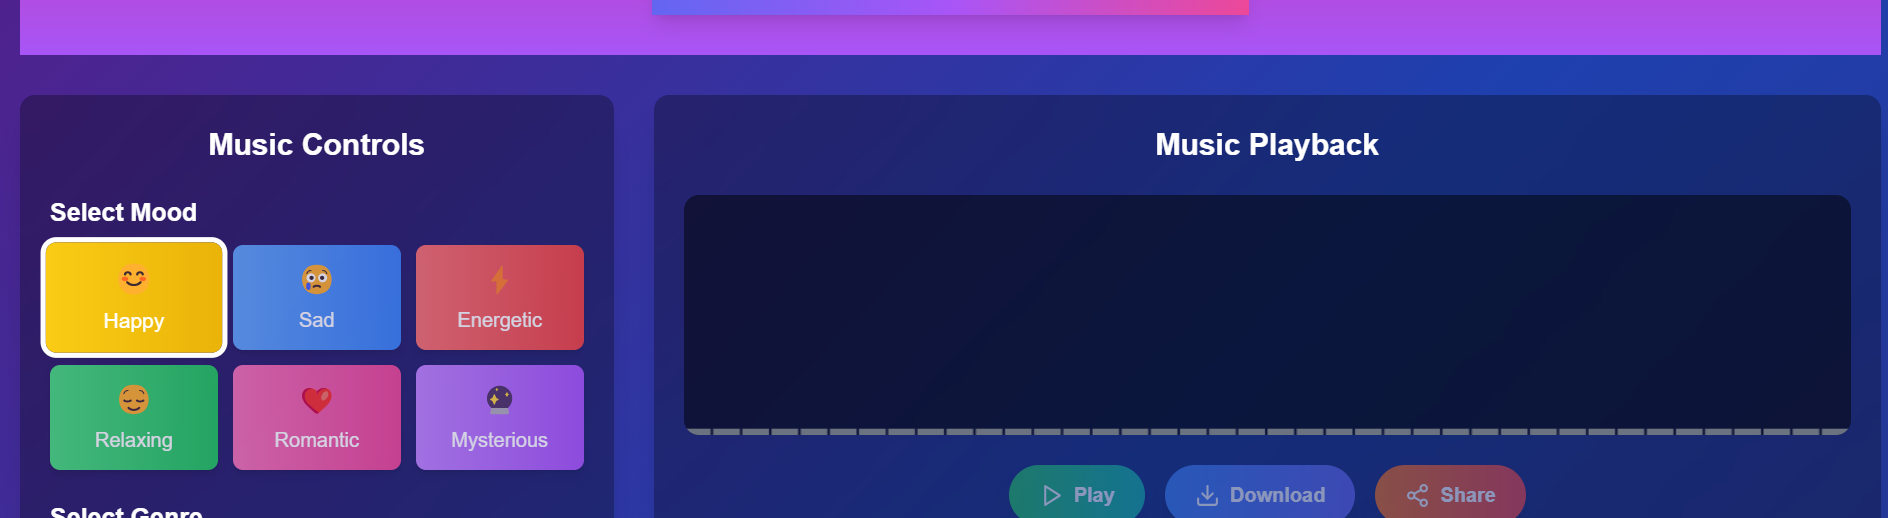 Music Controls
Select Mood
Happy
Sad
Energetic
Relaxing
Romantic
Mysterious
Select Genre
Music Playback
Play
Download
Share